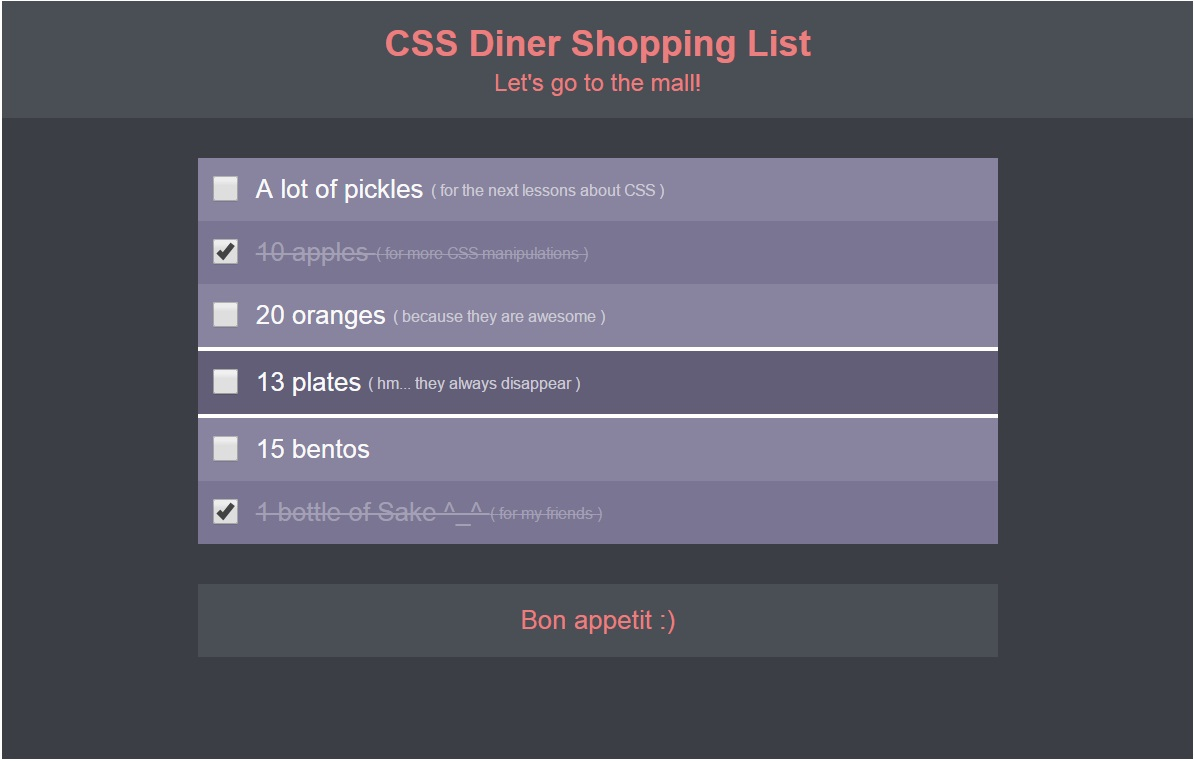 CSS Diner Shopping List
Let's go to the mall!
A lot of pickles ( for the next lessons about CSS )
10 apples ( for more CSS manipulations )
20 oranges ( because they are awesome )
13 plates ( hm... they always disappear )
15 bentos
1 bottle of Sake ^_^ ( for my friends )
Bon appetit :)